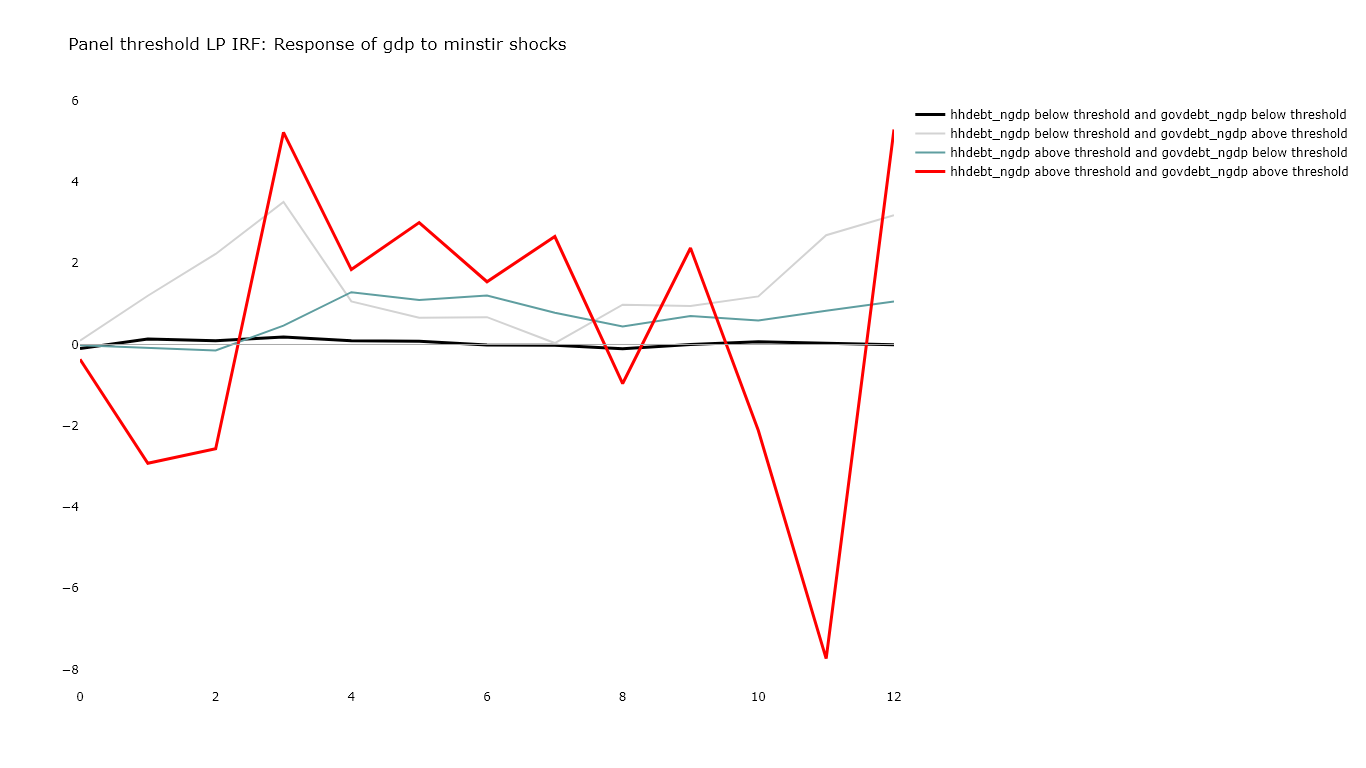 Panel threshold LP IRF: Response of gdp to minstir shocks
6
4
2
0
−2
−4
−6
−8
0 2 4 6 8 10 12
hhdebt_ngdp below threshold and govdebt_ngdp below threshold
hhdebt_ngdp below threshold and govdebt_ngdp above threshold
hhdebt_ngdp above threshold and govdebt_ngdp below threshold
hhdebt_ngdp above threshold and govdebt_ngdp above threshold